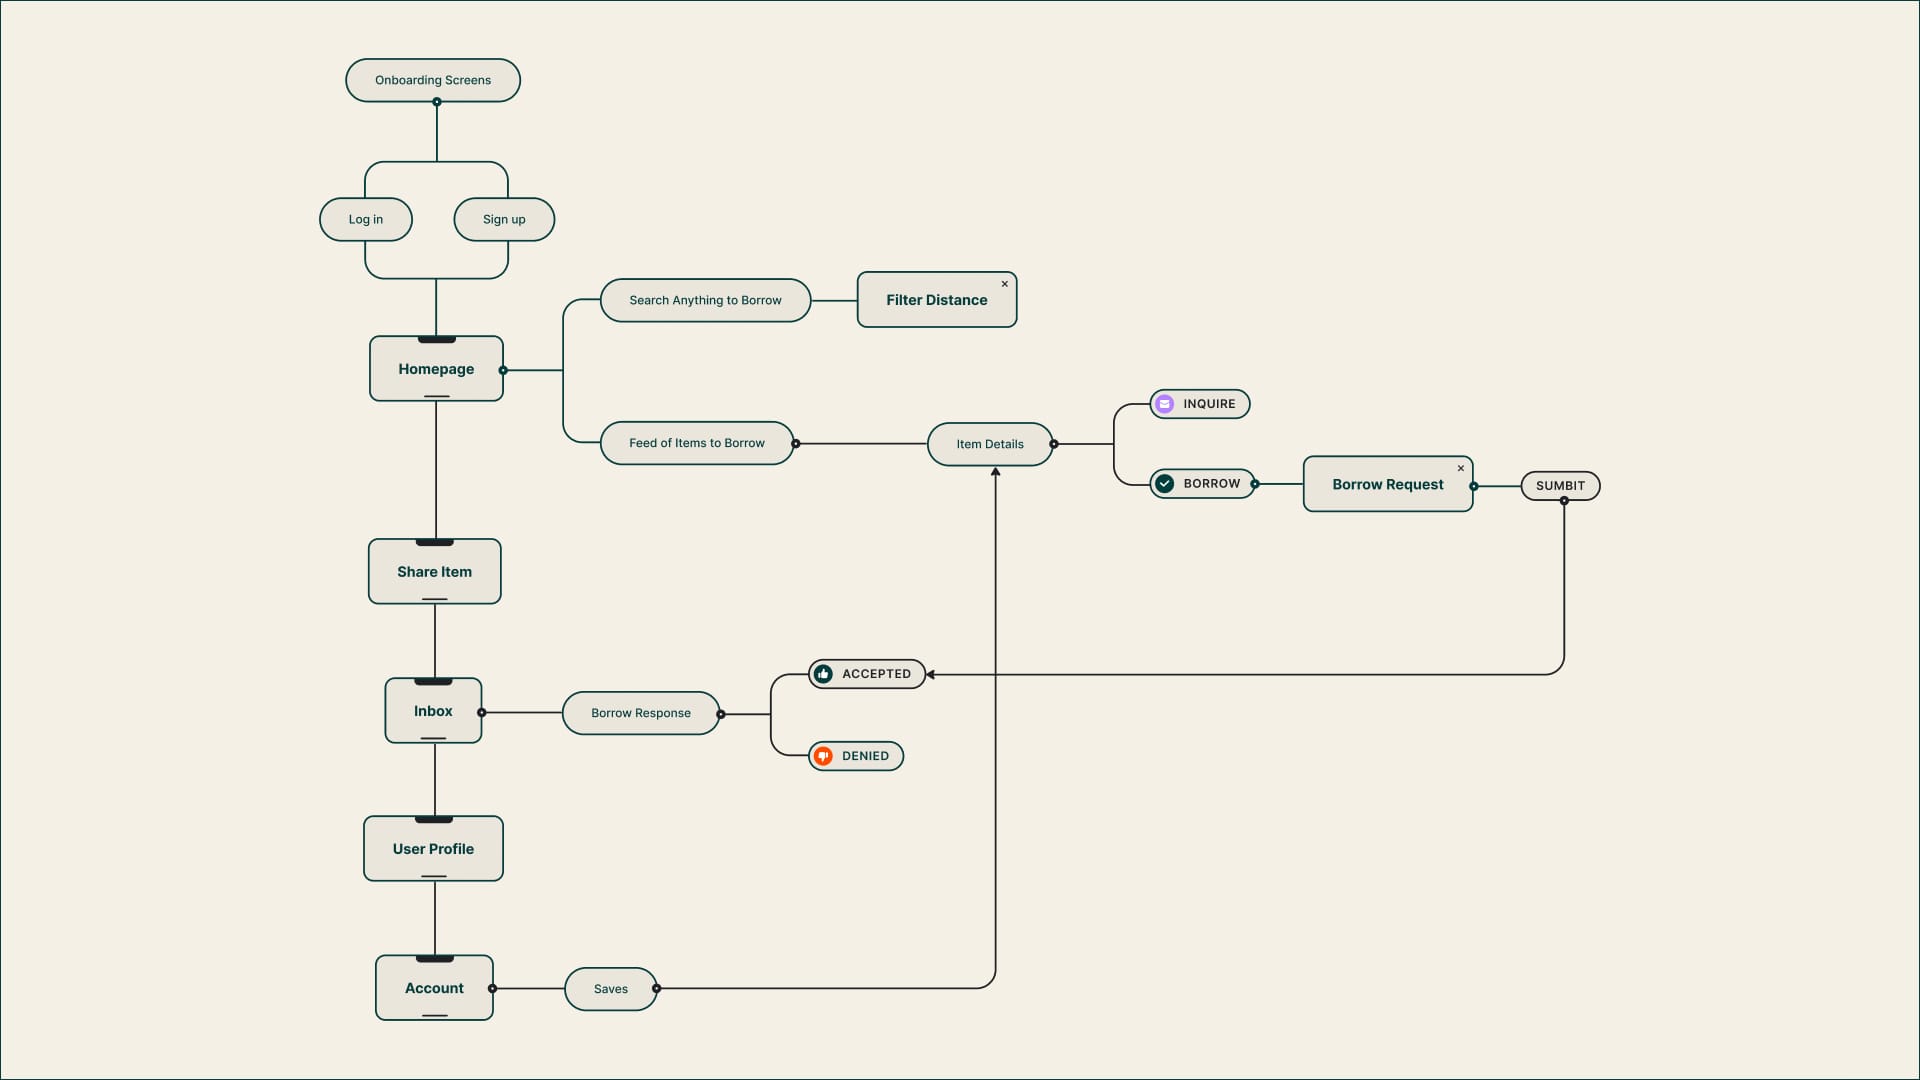 Onboarding Screens
Log in
Sign up
Search Anything to Borrow
Filter Distance
Homepage
Feed of Items to Borrow
Item Details
INQUIRE
BORROW
Borrow Request
SUMBIT
Share Item
ACCEPTED
Inbox
Borrow Response
DENIED
User Profile
Account
Saves